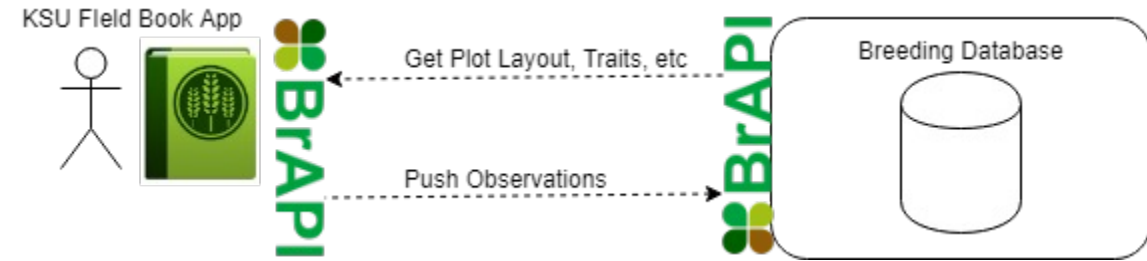 KSU FIeld Book App
BrAPI
Get Plot Layout, Traits, etc
Push Observations
BrAPI
Breeding Database